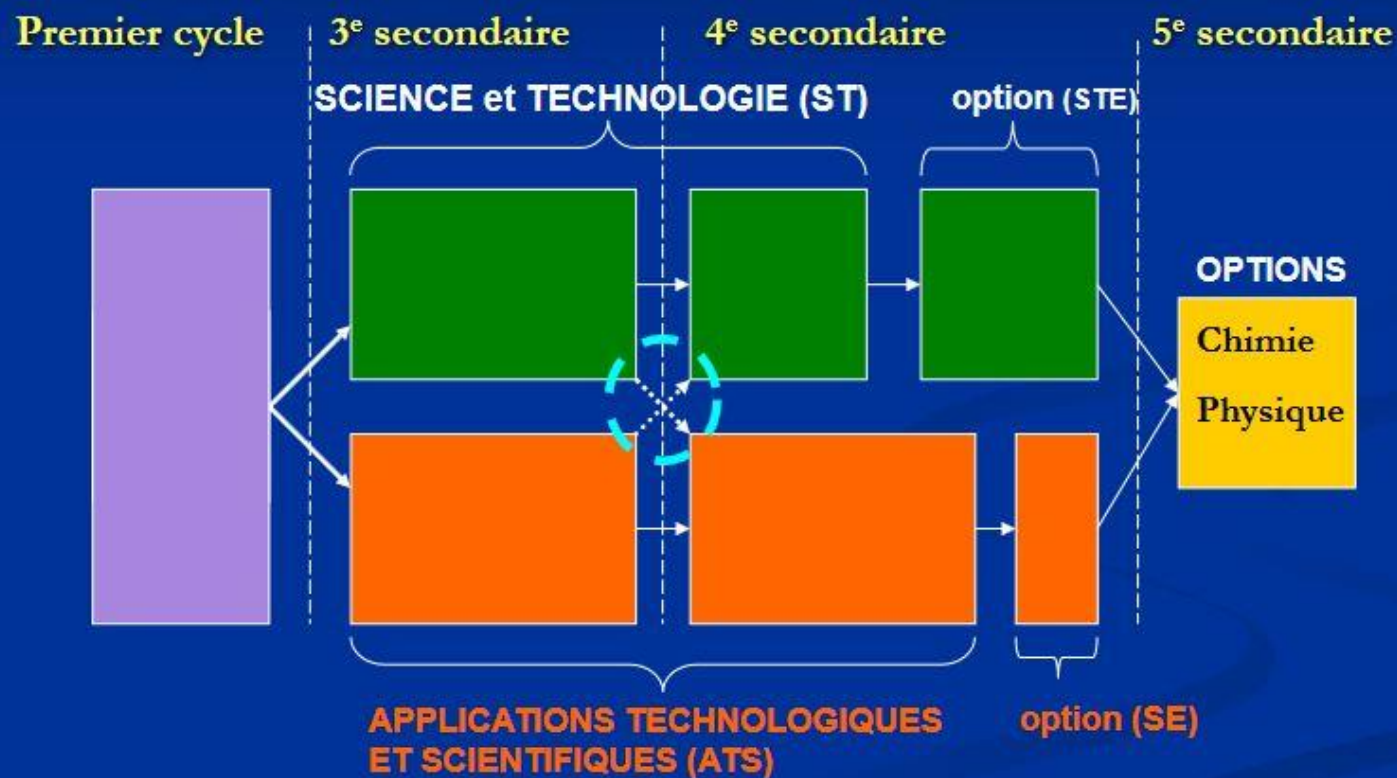 Premier cycle
3e secondaire
4e secondaire
5e secondaire
SCIENCE et TECHNOLOGIE (ST)
option (STE)
OPTIONS
Chimie
Physique
APPLICATIONS TECHNOLOGIQUES
ET SCIENTIFIQUES (ATS)
option (SE)